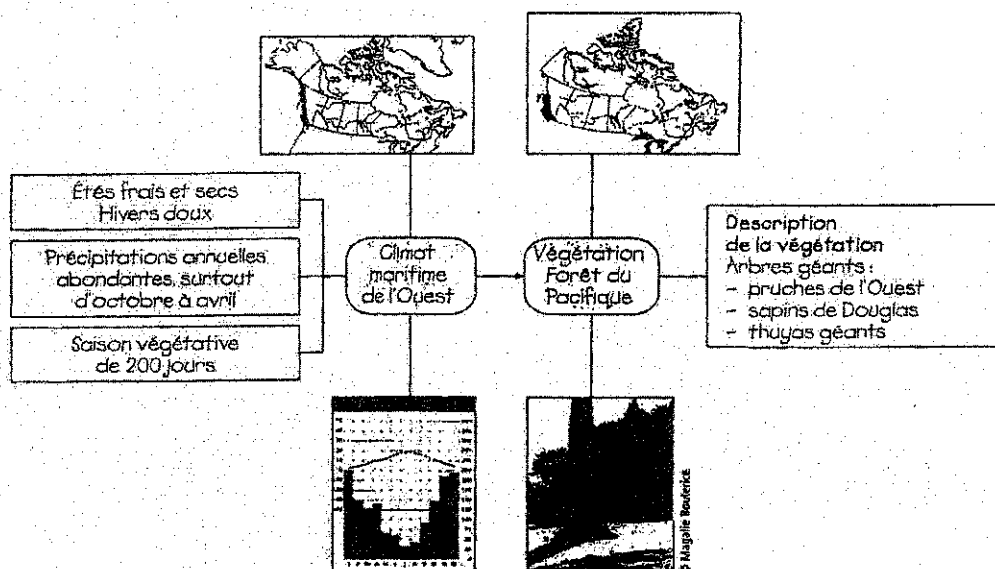 Étés frais et secs
Hivers doux
Précipitations annuelles
abondantes, surtout
d'octobre à avril
Saison végétative
de 200 jours
Climat
maritime
de l'Ouest
Végétation
Forêt du
Pacifique
Description
de la végétation
Arbres géants :
- pruches de l'Ouest
- sapins de Douglas
- thuyas géants